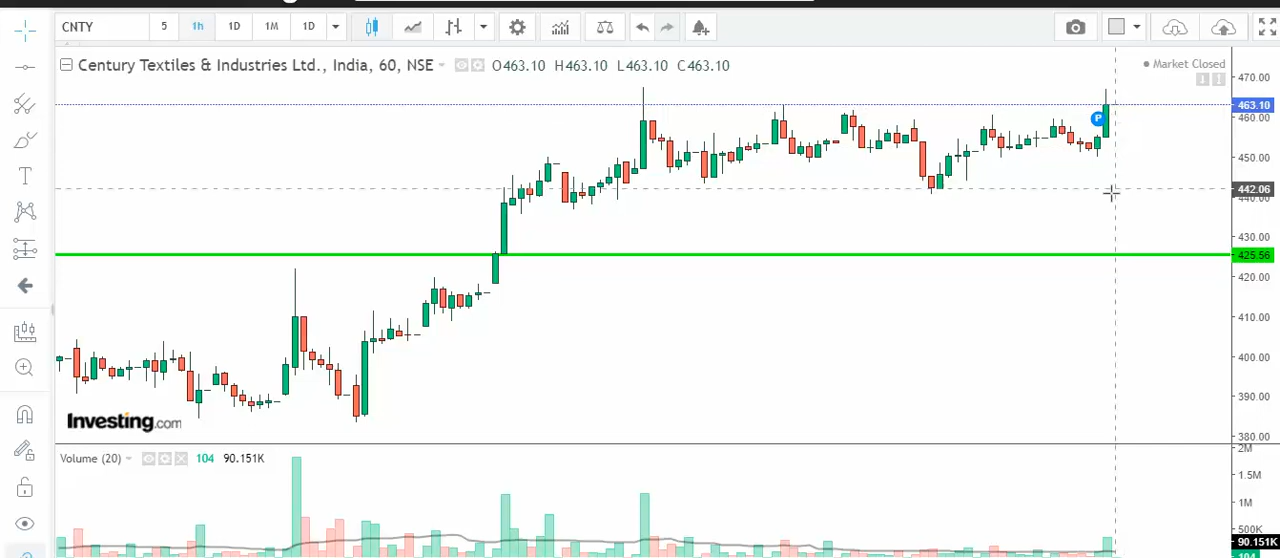 CNTY 5 1h 1D 1M 1D
Century Textiles & Industries Ltd., India, 60, NSE O463.10 H463.10 L463.10 C463.10
Market Closed
470.00
463.10
460.00
P
450.00
442.06
440.00
430.00
425.56
420.00
410.00
400.00
390.00
380.00
Investing.com
Volume (20) 104 90.151K
2M
1.5M
1M
500K
90.151K
104
T